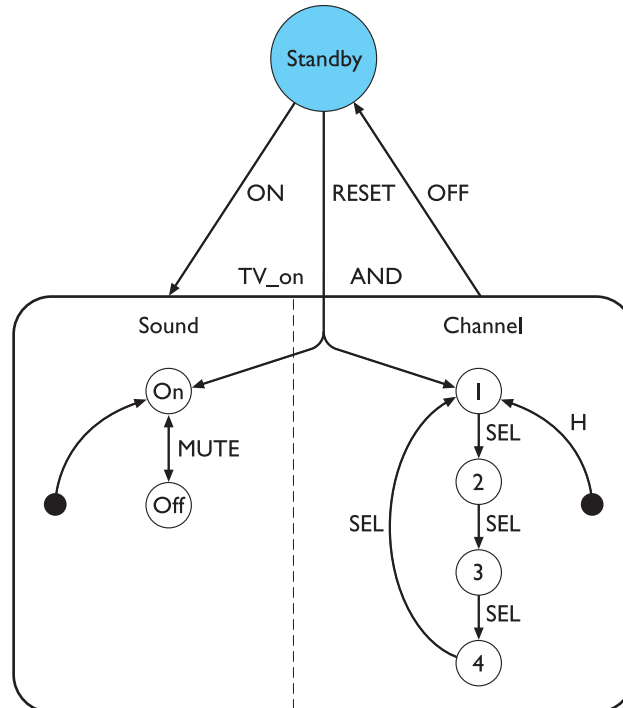 Standby
ON
RESET
OFF
TV_on
AND
Sound
Channel
On
1
H
SEL
MUTE
2
Off
SEL
SEL
3
SEL
4